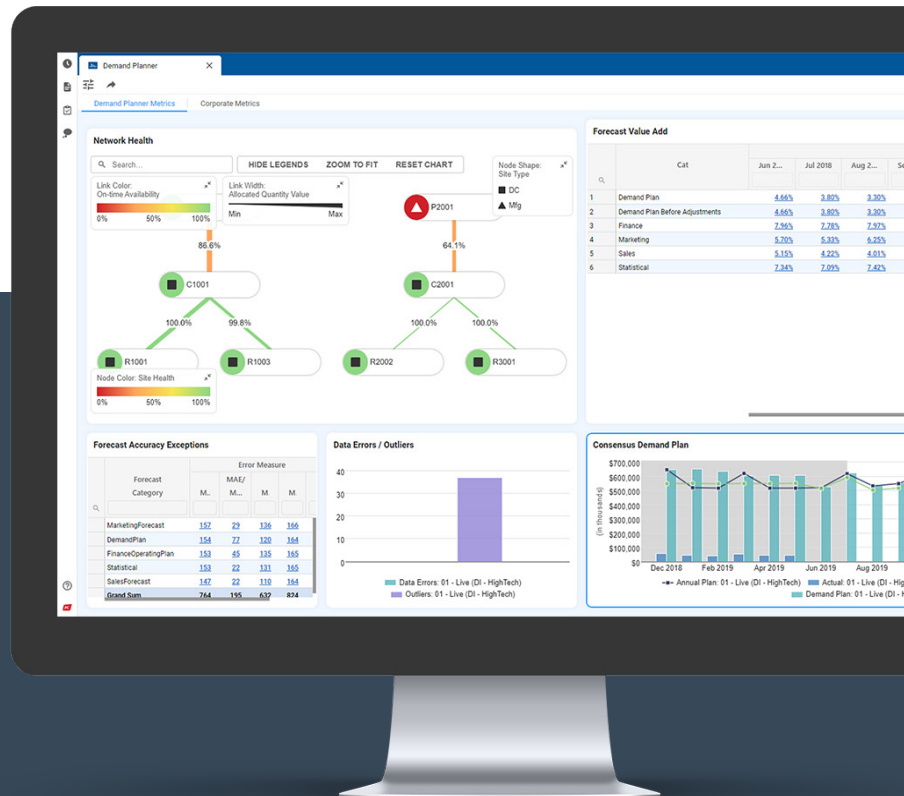 Demand Planner
Demand Planner Metrics
Corporate Metrics
Network Health
Search...
HIDE LEGENDS
ZOOM TO FIT
RESET CHART
Node Shape:
Site Type
DC
Mfg
Link Color:
On-time Availability
0% 50% 100%
Link Width:
Allocated Quantity Value
Min Max
P2001
86.6%
64.1%
C1001
C2001
100.0% 99.8%
100.0% 100.0%
R1001
R1003
R2002
R3001
Node Color: Site Health
0% 50% 100%
Forecast Value Add
Cat Jun 2... Jul 2018 Aug 2... Se
1 Demand Plan 4.66% 3.80% 3.30%
2 Demand Plan Before Adjustments 4.66% 3.80% 3.30%
3 Finance 7.96% 7.78% 7.97%
4 Marketing 5.70% 5.33% 6.25%
5 Sales 5.15% 4.22% 4.01%
6 Statistical 7.34% 7.09% 7.42%
Forecast Accuracy Exceptions
Error Measure
Forecast
Category
M..
MAE/
M...
M.
M.
MarketingForecast 157 29 136 166
DemandPlan 154 77 120 164
FinanceOperatingPlan 153 45 135 165
Statistical 153 22 131 165
SalesForecast 147 22 110 164
Grand Sum 764 195 632 824
Data Errors / Outliers
40
30
20
10
0
Data Errors: 01 - Live (DI - HighTech)
Outliers: 01 - Live (DI - HighTech)
Consensus Demand Plan
(in thousands)
$700,000
$600,000
$500,000
$400,000
$300,000
$200,000
$100,000
$0
Dec 2018 Feb 2019 Apr 2019 Jun 2019 Aug 2019
Annual Plan: 01 - Live (DI - HighTech)
Actual: 01 - Live (DI - Hig
Demand Plan: 01 - Live (DI - H